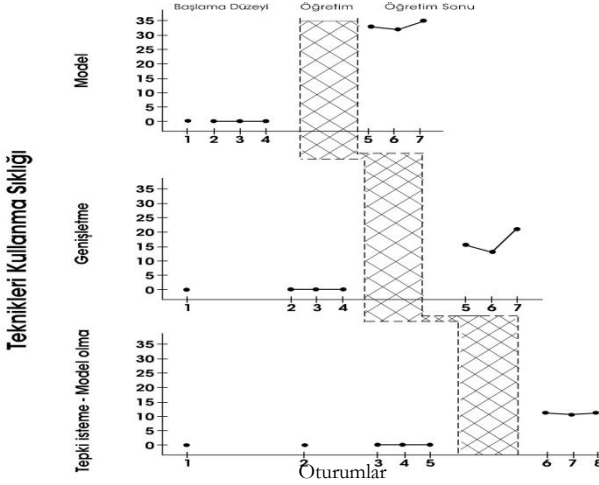 Başlama Düzeyi Öğretim Öğretim Sonu
Teknikleri Kullanma Sıklığı
Model
35
30
25
20
15
10
5
0
1 2 3 4 5 6 7
Genişletme
35
30
25
20
15
10
5
0
1 2 3 4 5 6 7
Tepki isteme - Model olma
35
30
25
20
15
10
5
0
1 2 3 4 5 6 7 8
Oturumlar